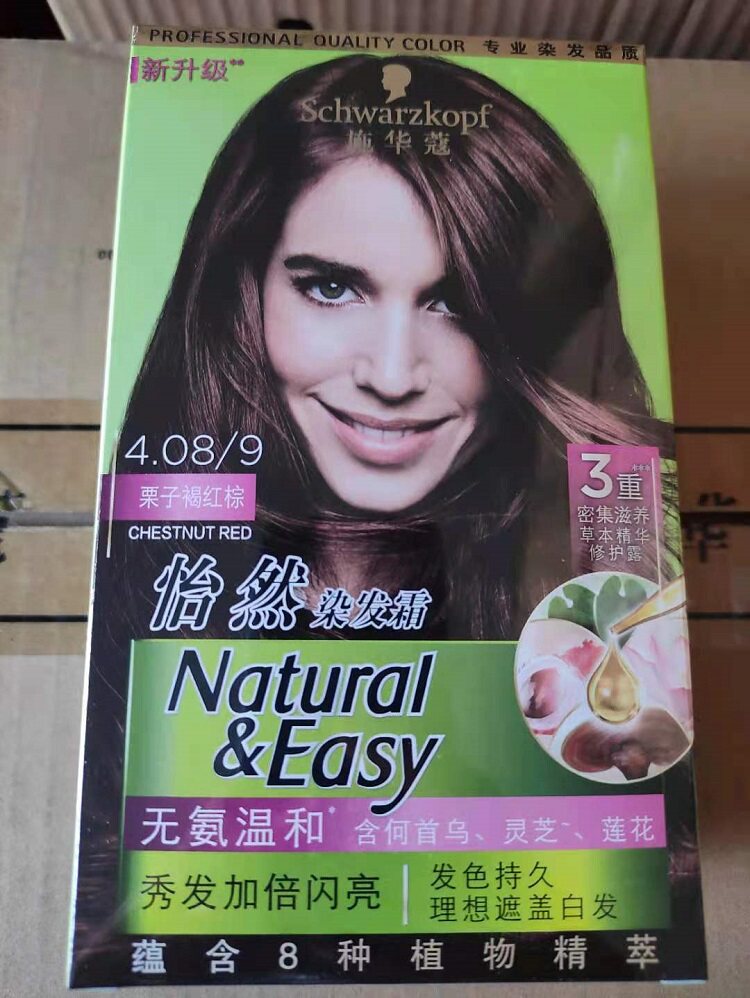 PROFESSIONAL QUALITY COLOR 专业染发品质
新升级**
Schwarzkopf
施华蔻
4.08/9
栗子褐红棕
CHESTNUT RED
3重***
密集滋养
草本精华
修护露
怡然 染发霜
Natural
&Easy
无氨温和* 含何首乌、灵芝~、莲花
秀发加倍闪亮
发色持久
理想遮盖白发
蕴含8种植物精萃